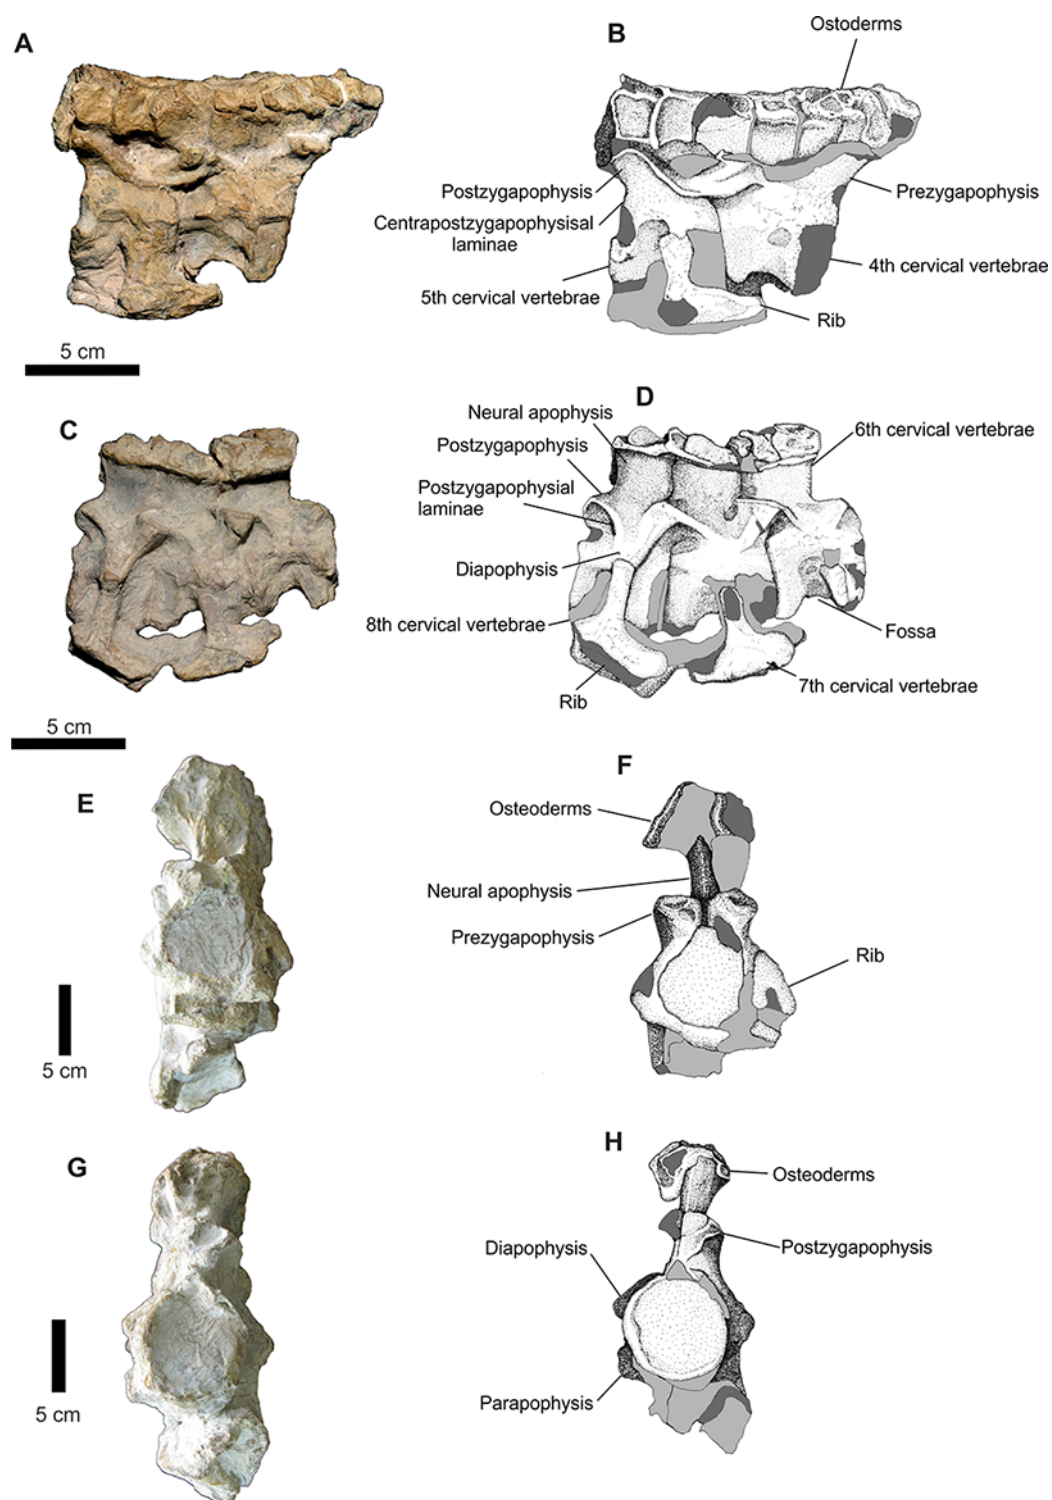 A
B
Ostoderms
Postzygapophysis
Prezygapophysis
Centrapostzygapophysisal
laminae
4th cervical vertebrae
5th cervical vertebrae
Rib
5 cm
C
D
Neural apophysis
6th cervical vertebrae
Postzygapophysis
Postzygapophysial
laminae
Diapophysis
8th cervical vertebrae
Fossa
7th cervical vertebrae
Rib
5 cm
E
F
Osteoderms
Neural apophysis
Prezygapophysis
Rib
5 cm
G
H
Osteoderms
Diapophysis
Postzygapophysis
Parapophysis
5 cm